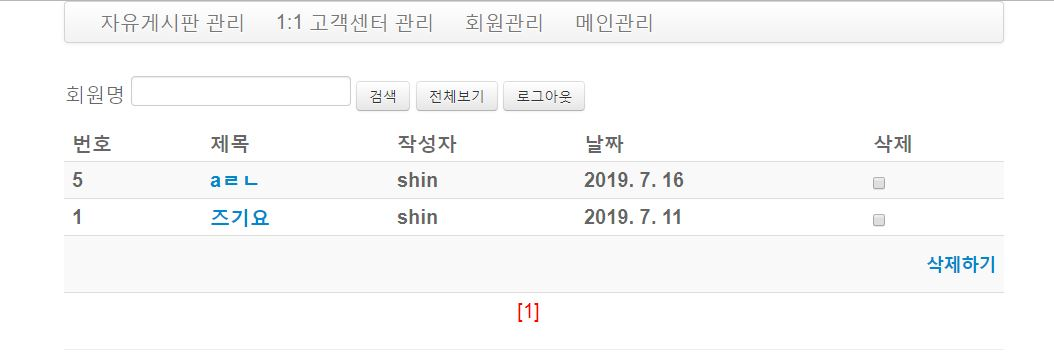 자유게시판 관리 1:1 고객센터 관리 회원관리 메인관리
회원명 검색 전체보기 로그아웃
번호 제목 작성자 날짜 삭제
5 aㄹㄴ shin 2019. 7. 16
1 즈기요 shin 2019. 7. 11
삭제하기
[1]